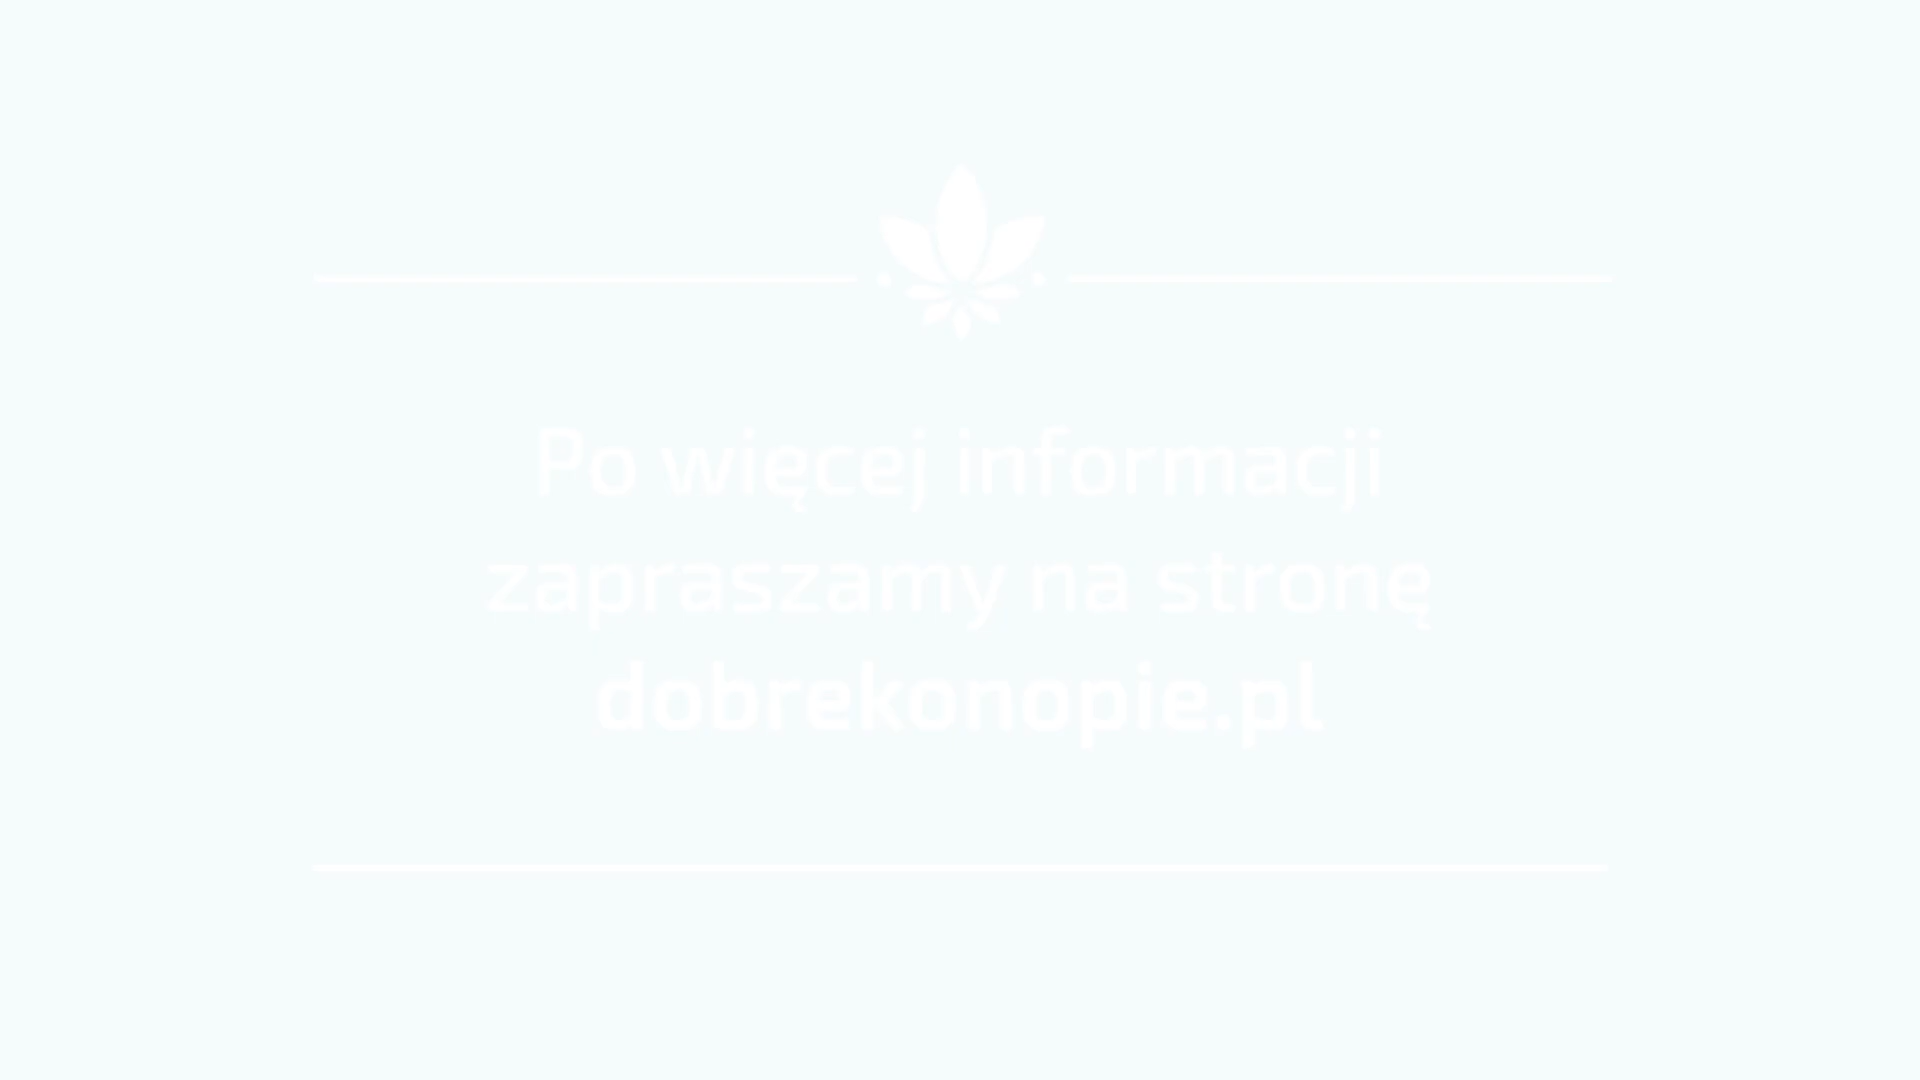 Po więcej informacji
zapraszamy na stronę
dobrekonopie.pl